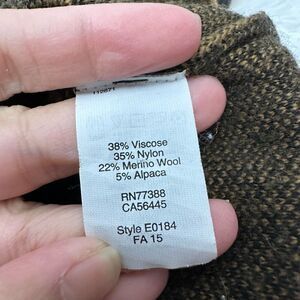 38% Viscose
35% Nylon
22% Merino Wool
5% Alpaca
RN77388
CA56445
Style E0184
FA 15